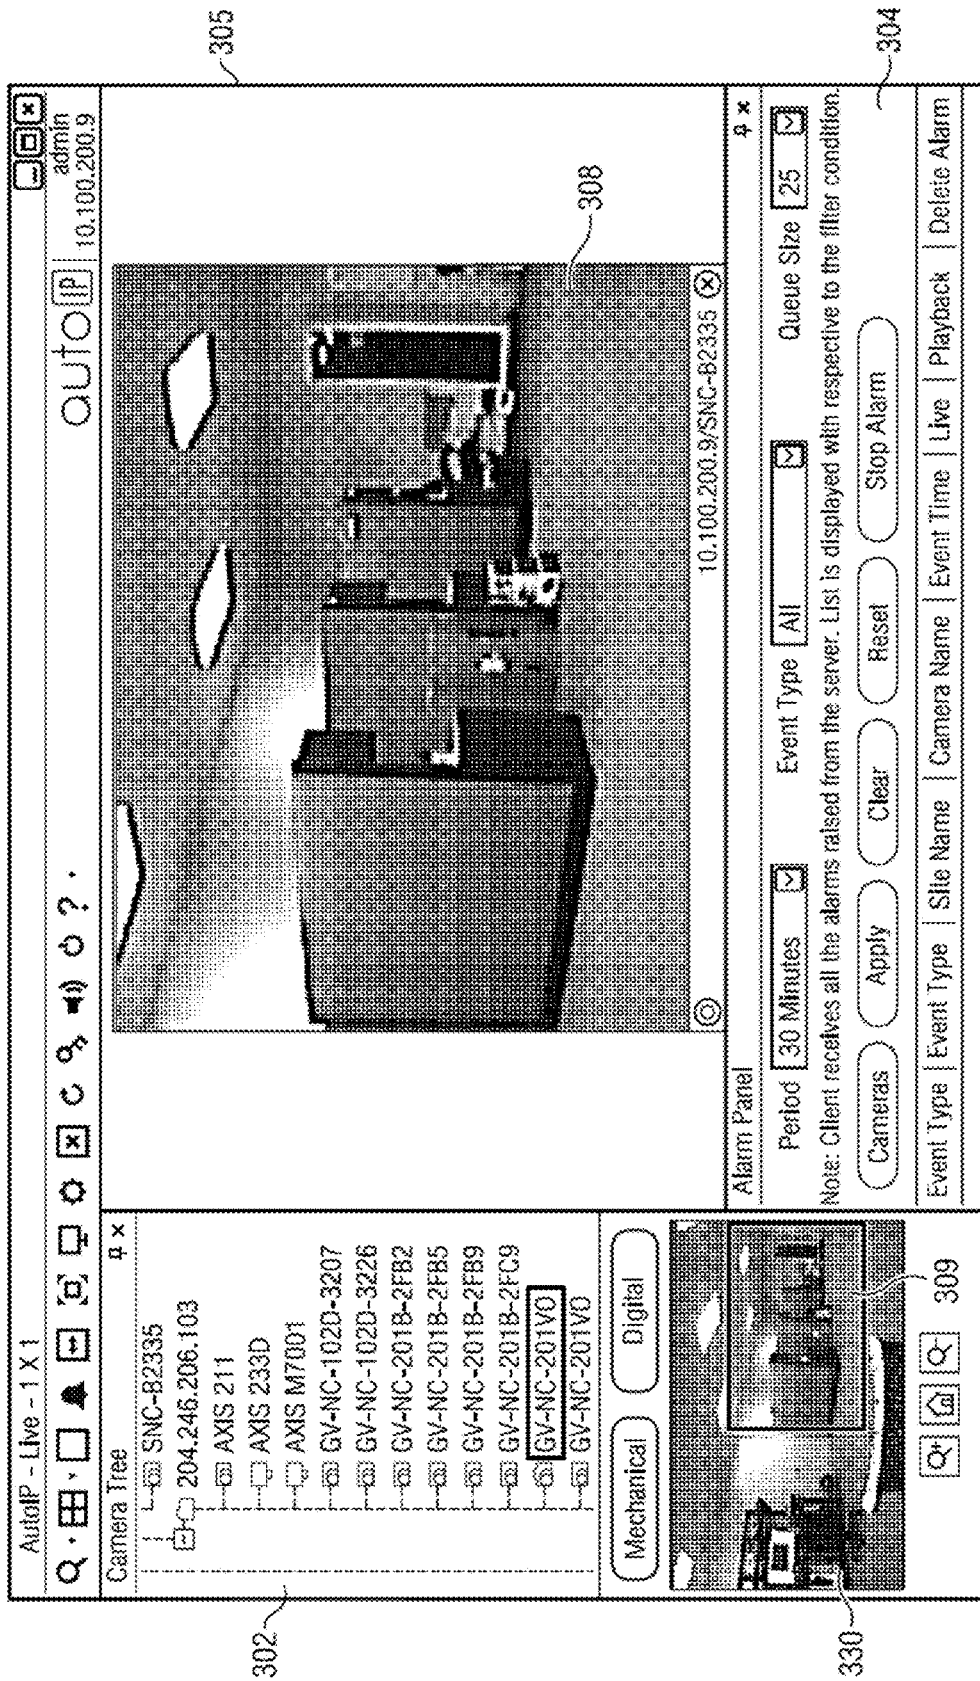 305
AutoIP - Live - 1 X 1
auto IP
admin
10.100.200.9
?
Camera Tree
SNC-B2335
204.246.206.103
AXIS 211
AXIS 233D
AXIS M7001
GV-NC-102D-3207
GV-NC-102D-3226
GV-NC-201B-2FB2
GV-NC-201B-2FB5
GV-NC-201B-2FB9
GV-NC-201B-2FC9
GV-NC-201VO
GV-NC-201VO
302
308
10.100.200.9/SNC-B2335
Mechanical
Digital
330
309
Alarm Panel
Period 30 Minutes
Event Type All
Queue Size 25
Note: Client receives all the alarms raised from the server. List is displayed with respective to the filter condition.
Cameras
Apply
Clear
Reset
Stop Alarm
304
Event Type | Event Type | Site Name | Camera Name | Event Time | Live | Playback | Delete Alarm